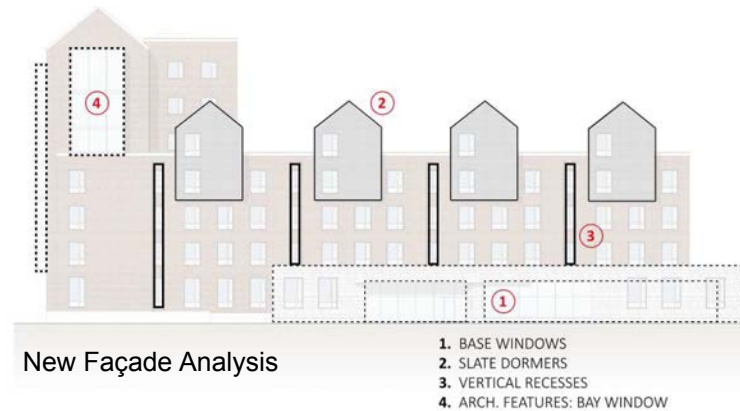 4
2
3
1
New Façade Analysis
1. BASE WINDOWS
2. SLATE DORMERS
3. VERTICAL RECESSES
4. ARCH. FEATURES: BAY WINDOW